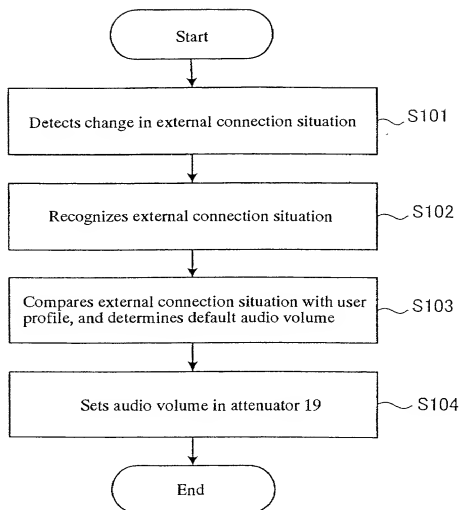 Start
Detects change in external connection situation
S101
Recognizes external connection situation
S102
Compares external connection situation with user
profile, and determines default audio volume
S103
Sets audio volume in attenuator 19
S104
End